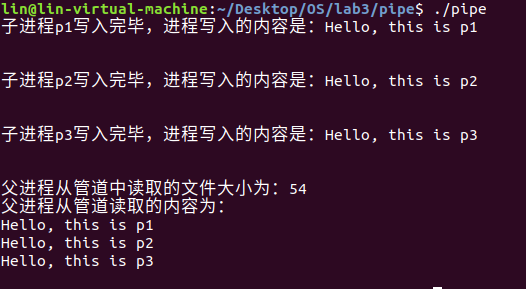 lin@lin-virtual-machine:~/Desktop/OS/lab3/pipe$ ./pipe
子进程p1写入完毕，进程写入的内容是：Hello, this is p1
子进程p2写入完毕，进程写入的内容是：Hello, this is p2
子进程p3写入完毕，进程写入的内容是：Hello, this is p3
父进程从管道中读取的文件大小为：54
父进程从管道读取的内容为：
Hello, this is p1
Hello, this is p2
Hello, this is p3